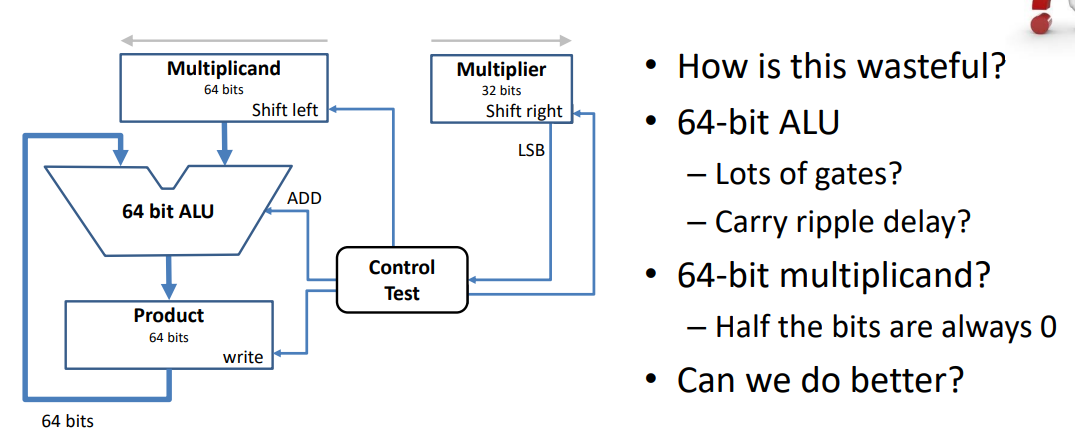 Multiplicand
64 bits
Shift left
Multiplier
32 bits
Shift right
LSB
64 bit ALU
ADD
Control
Test
Product
64 bits
write
64 bits
• How is this wasteful?
• 64-bit ALU
– Lots of gates?
– Carry ripple delay?
• 64-bit multiplicand?
– Half the bits are always 0
• Can we do better?